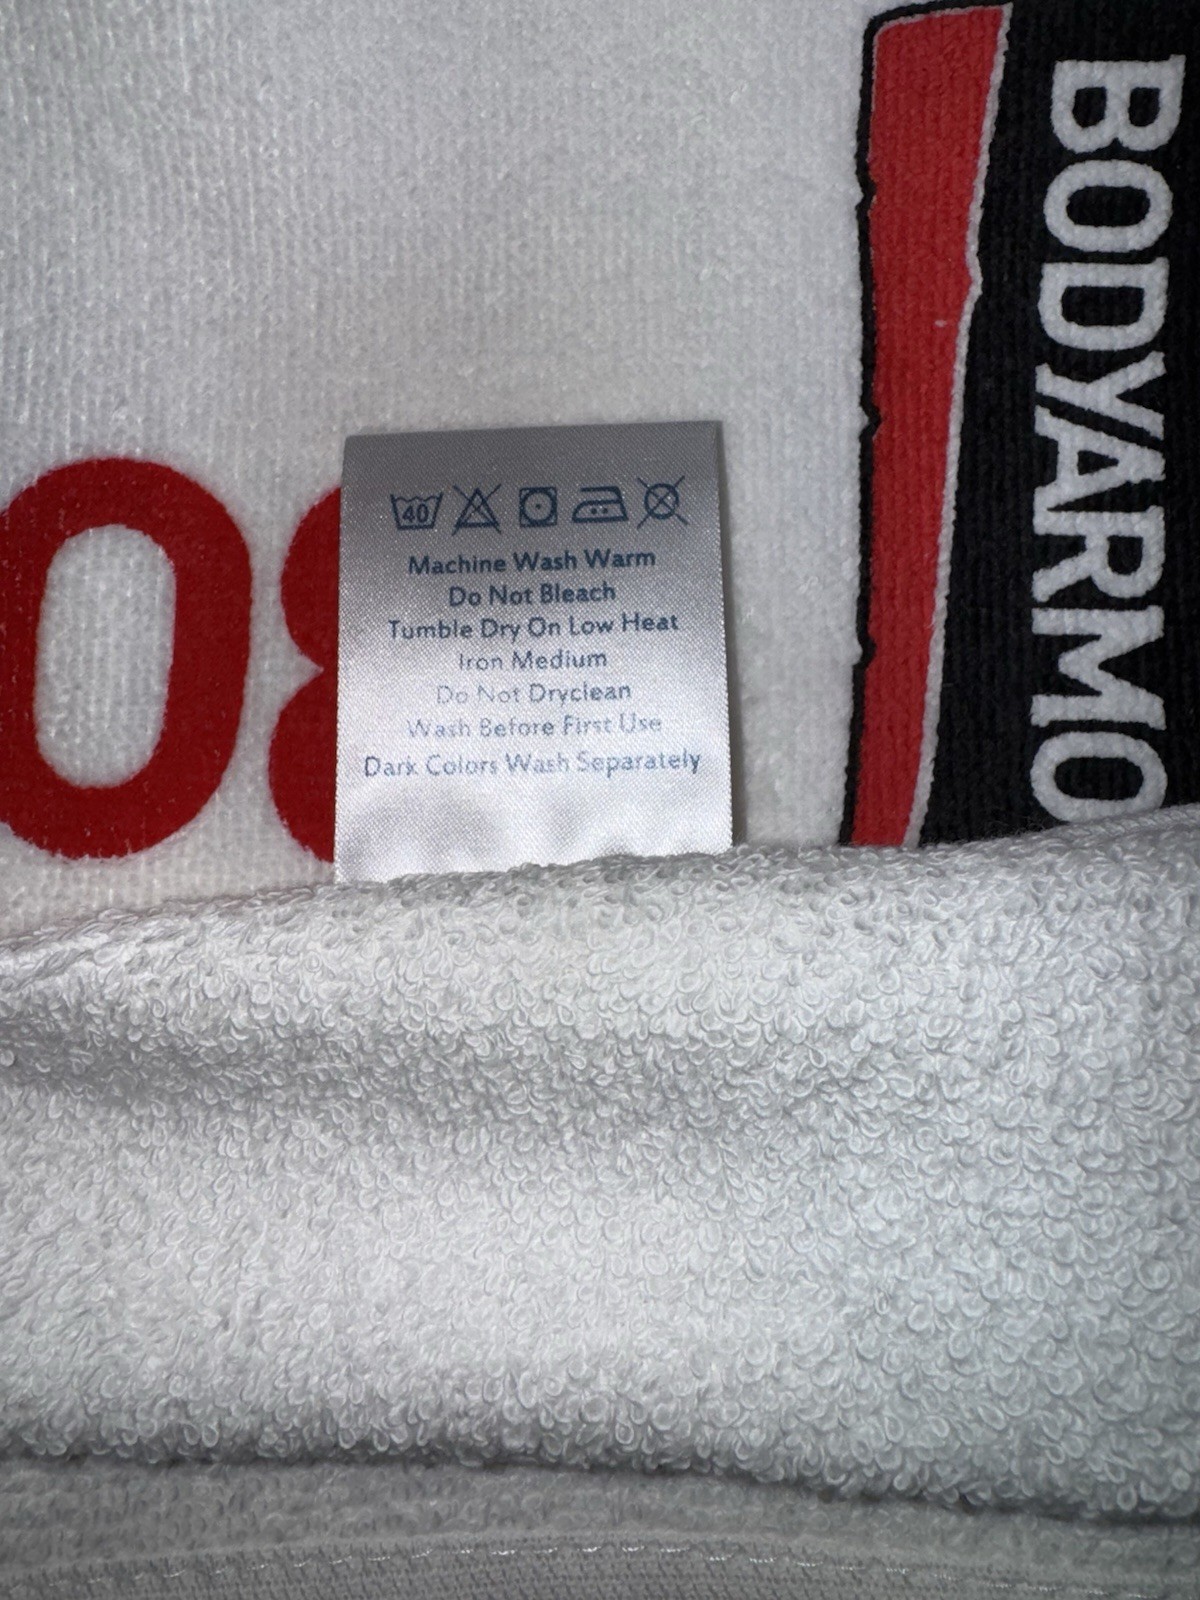 BODYARMO
08
40
Machine Wash Warm
Do Not Bleach
Tumble Dry On Low Heat
Iron Medium
Do Not Dryclean
Wash Before First Use
Dark Colors Wash Separately